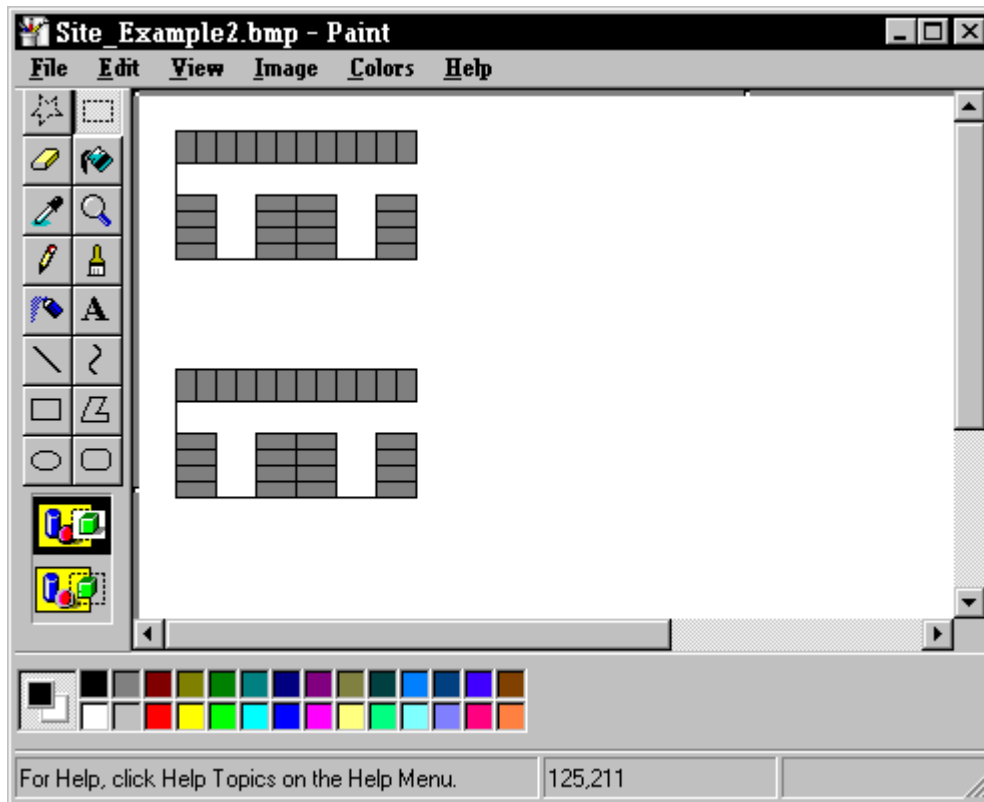 Site_Example2.bmp - Paint
File Edit View Image Colors Help
A
For Help, click Help Topics on the Help Menu.
125,211